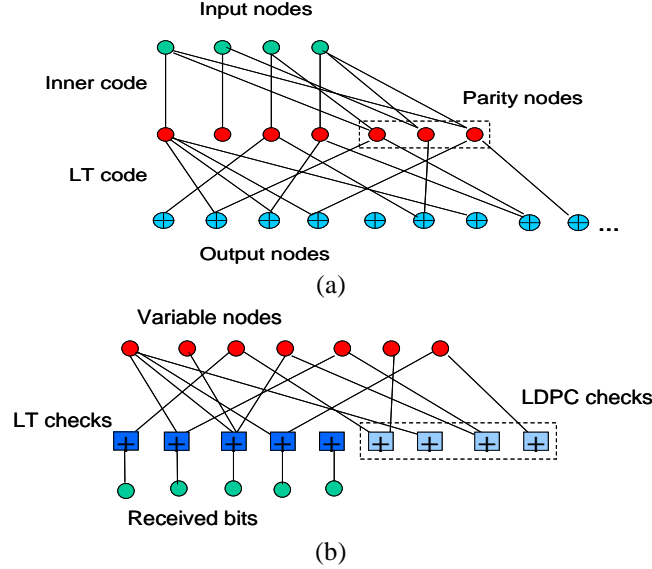 Input nodes
Inner code
Parity nodes
LT code
...
Output nodes
(a)
Variable nodes
LDPC checks
LT checks
Received bits
(b)